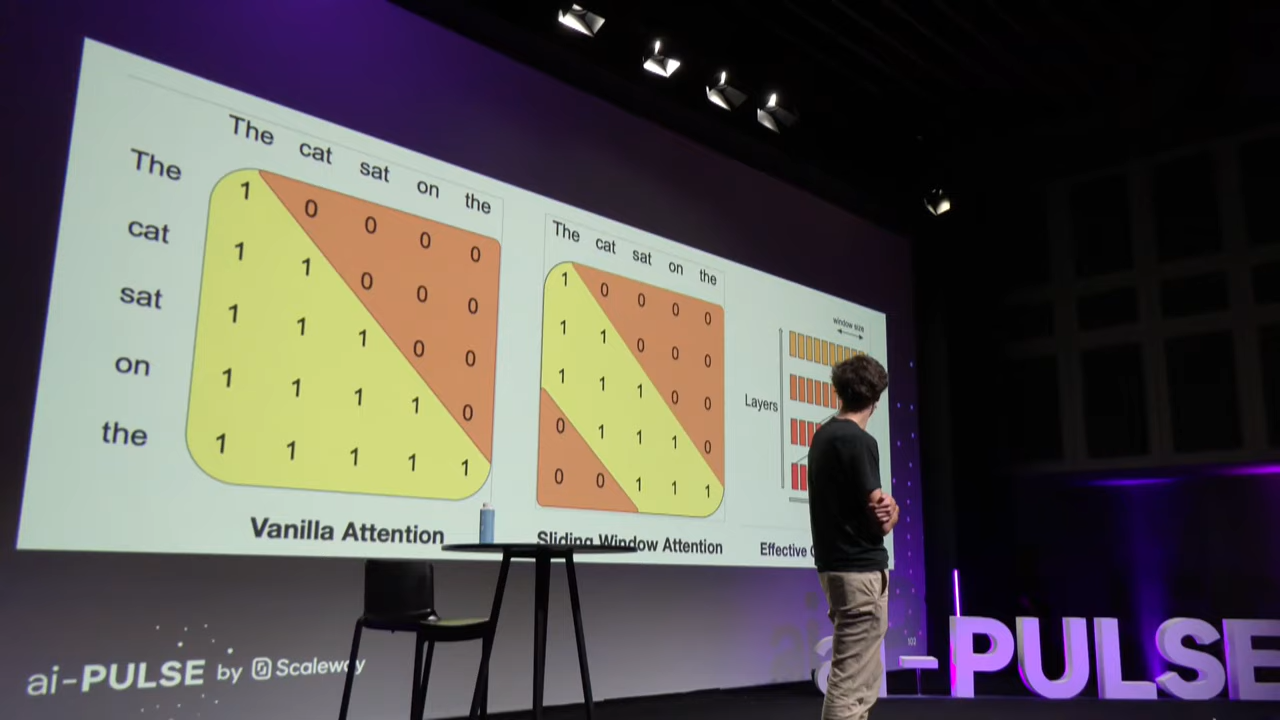 The cat sat on the
The 1 0 0 0 0
cat 1 1 0 0 0
sat 1 1 1 0 0
on 1 1 1 1 0
the 1 1 1 1 1
Vanilla Attention
The cat sat on the
1 0 0 0 0
1 1 0 0 0
1 1 1 0 0
0 1 1 1 0
0 0 1 1 1
Sliding Window Attention
window size
Layers
Effective
ai-PULSE by Scaleway
ai-PULSE